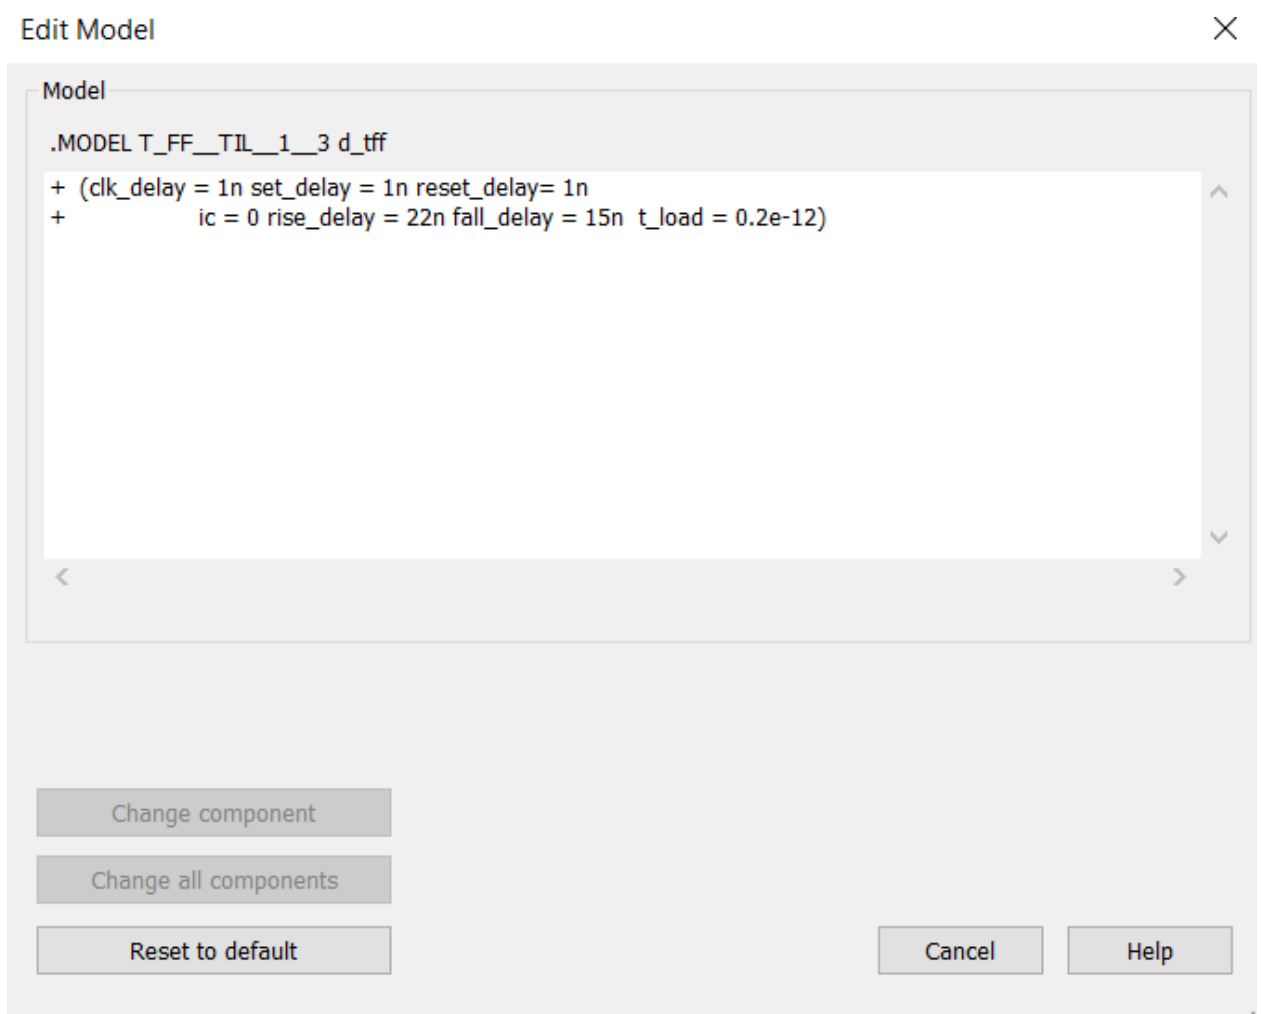 Edit Model
Model
.MODEL T_FF__TIL__1__3 d_tff
+ (clk_delay = 1n set_delay = 1n reset_delay= 1n
+ ic = 0 rise_delay = 22n fall_delay = 15n t_load = 0.2e-12)
Change component
Change all components
Reset to default
Cancel
Help